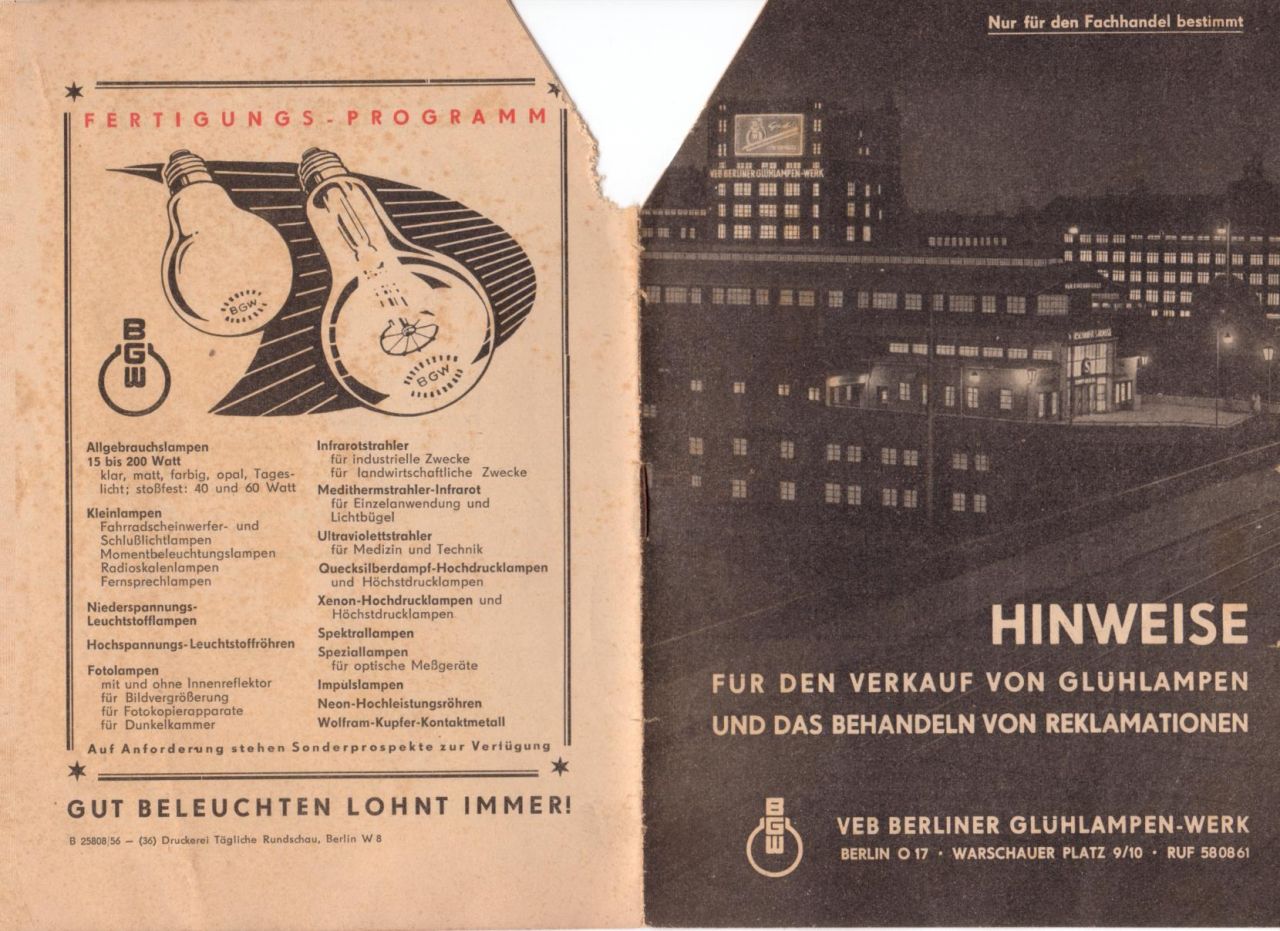 FERTIGUNGS-PROGRAMM
BGW
BGW
BGW
Allgebrauchslampen
15 bis 200 Watt
klar, matt, farbig, opal, Tages-
licht; stoßfest: 40 und 60 Watt
Kleinlampen
Fahrradscheinwerfer- und
Schlußlichtlampen
Momentbeleuchtungslampen
Radioskalenlampen
Fernsprechlampen
Niederspannungs-
Leuchtstofflampen
Hochspannungs-Leuchtstoffröhren
Fotolampen
mit und ohne Innenreflektor
für Bildvergrößerung
für Fotokopierapparate
für Dunkelkammer
Infrarotstrahler
für industrielle Zwecke
für landwirtschaftliche Zwecke
Medithermstrahler-Infrarot
für Einzelanwendung und
Lichtbügel
Ultraviolettstrahler
für Medizin und Technik
Quecksilberdampf-Hochdrucklampen
und Höchstdrucklampen
Xenon-Hochdrucklampen und
Höchstdrucklampen
Spektrallampen
Speziallampen
für optische Meßgeräte
Impulslampen
Neon-Hochleistungsröhren
Wolfram-Kupfer-Kontaktmetall
Auf Anforderung stehen Sonderprospekte zur Verfügung
GUT BELEUCHTEN LOHNT IMMER!
B 25808/56 — (36) Druckerei Tägliche Rundschau, Berlin W 8
Nur für den Fachhandel bestimmt
VEB BERLINER GLÜHLAMPEN-WERK
S
HINWEISE
FÜR DEN VERKAUF VON GLÜHLAMPEN
UND DAS BEHANDELN VON REKLAMATIONEN
BGW
VEB BERLINER GLÜHLAMPEN-WERK
BERLIN O 17 · WARSCHAUER PLATZ 9/10 · RUF 580861